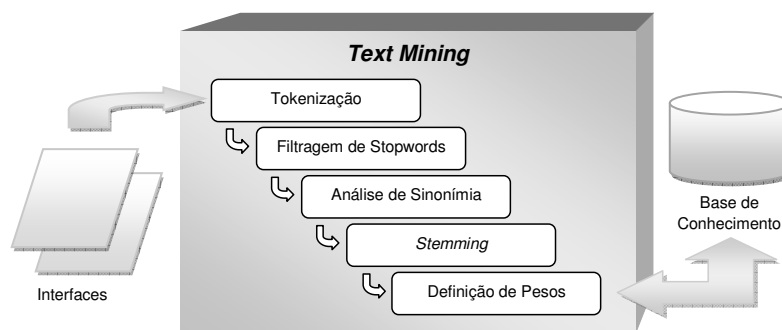 Text Mining
Tokenização
Filtragem de Stopwords
Análise de Sinonímia
Stemming
Definição de Pesos
Interfaces
Base de
Conhecimento